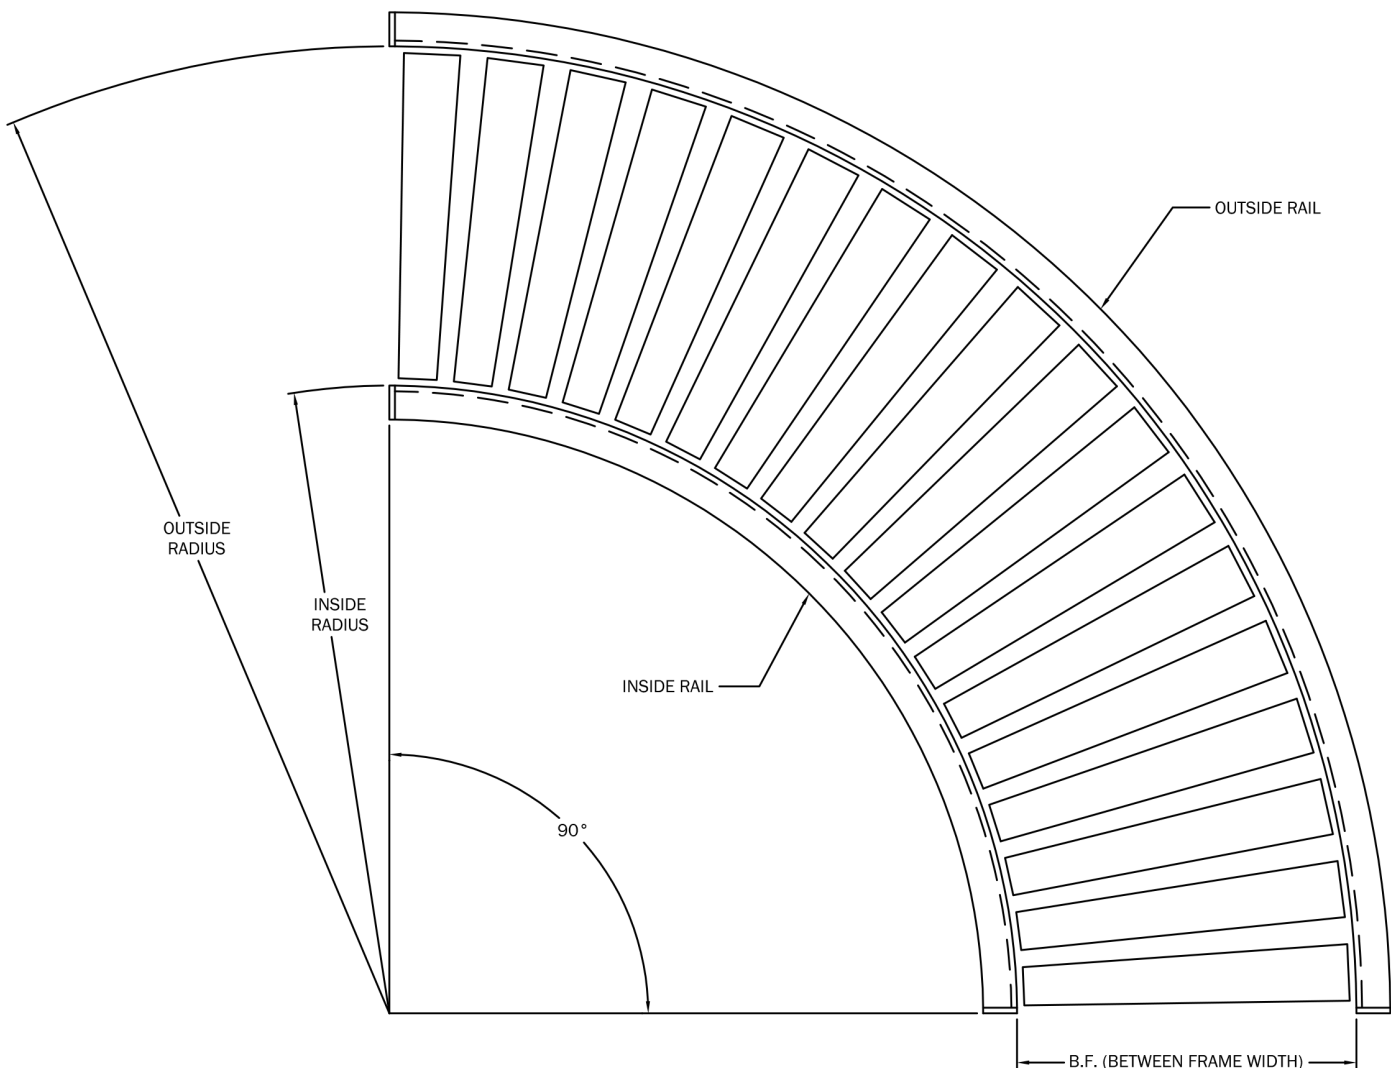 OUTSIDE RAIL
OUTSIDE
RADIUS
INSIDE
RADIUS
INSIDE RAIL
90°
B.F. (BETWEEN FRAME WIDTH)